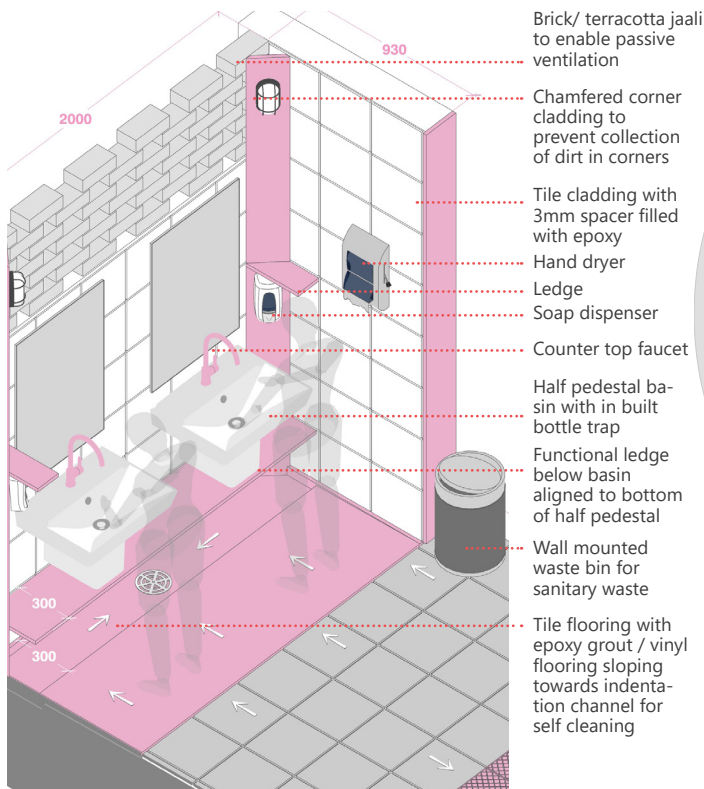 Brick/ terracotta jaali
to enable passive
ventilation
930
2000
Chamfered corner
cladding to
prevent collection
of dirt in corners
Tile cladding with
3mm spacer filled
with epoxy
Hand dryer
Ledge
Soap dispenser
Counter top faucet
Half pedestal ba-
sin with in built
bottle trap
Functional ledge
below basin
aligned to bottom
of half pedestal
Wall mounted
waste bin for
sanitary waste
300
300
Tile flooring with
epoxy grout / vinyl
flooring sloping
towards indenta-
tion channel for
self cleaning